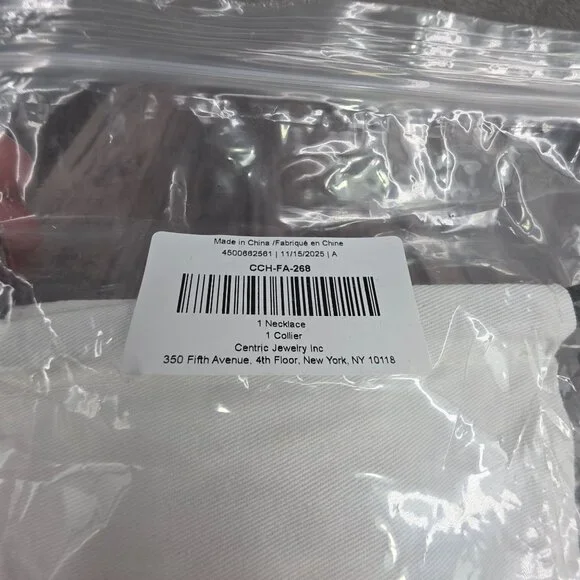 Made in China /Fabriqué en Chine
4500662561 | 11/15/2025 | A
CCH-FA-268
1 Necklace
1 Collier
Centric Jewelry Inc
350 Fifth Avenue, 4th Floor, New York, NY 10118